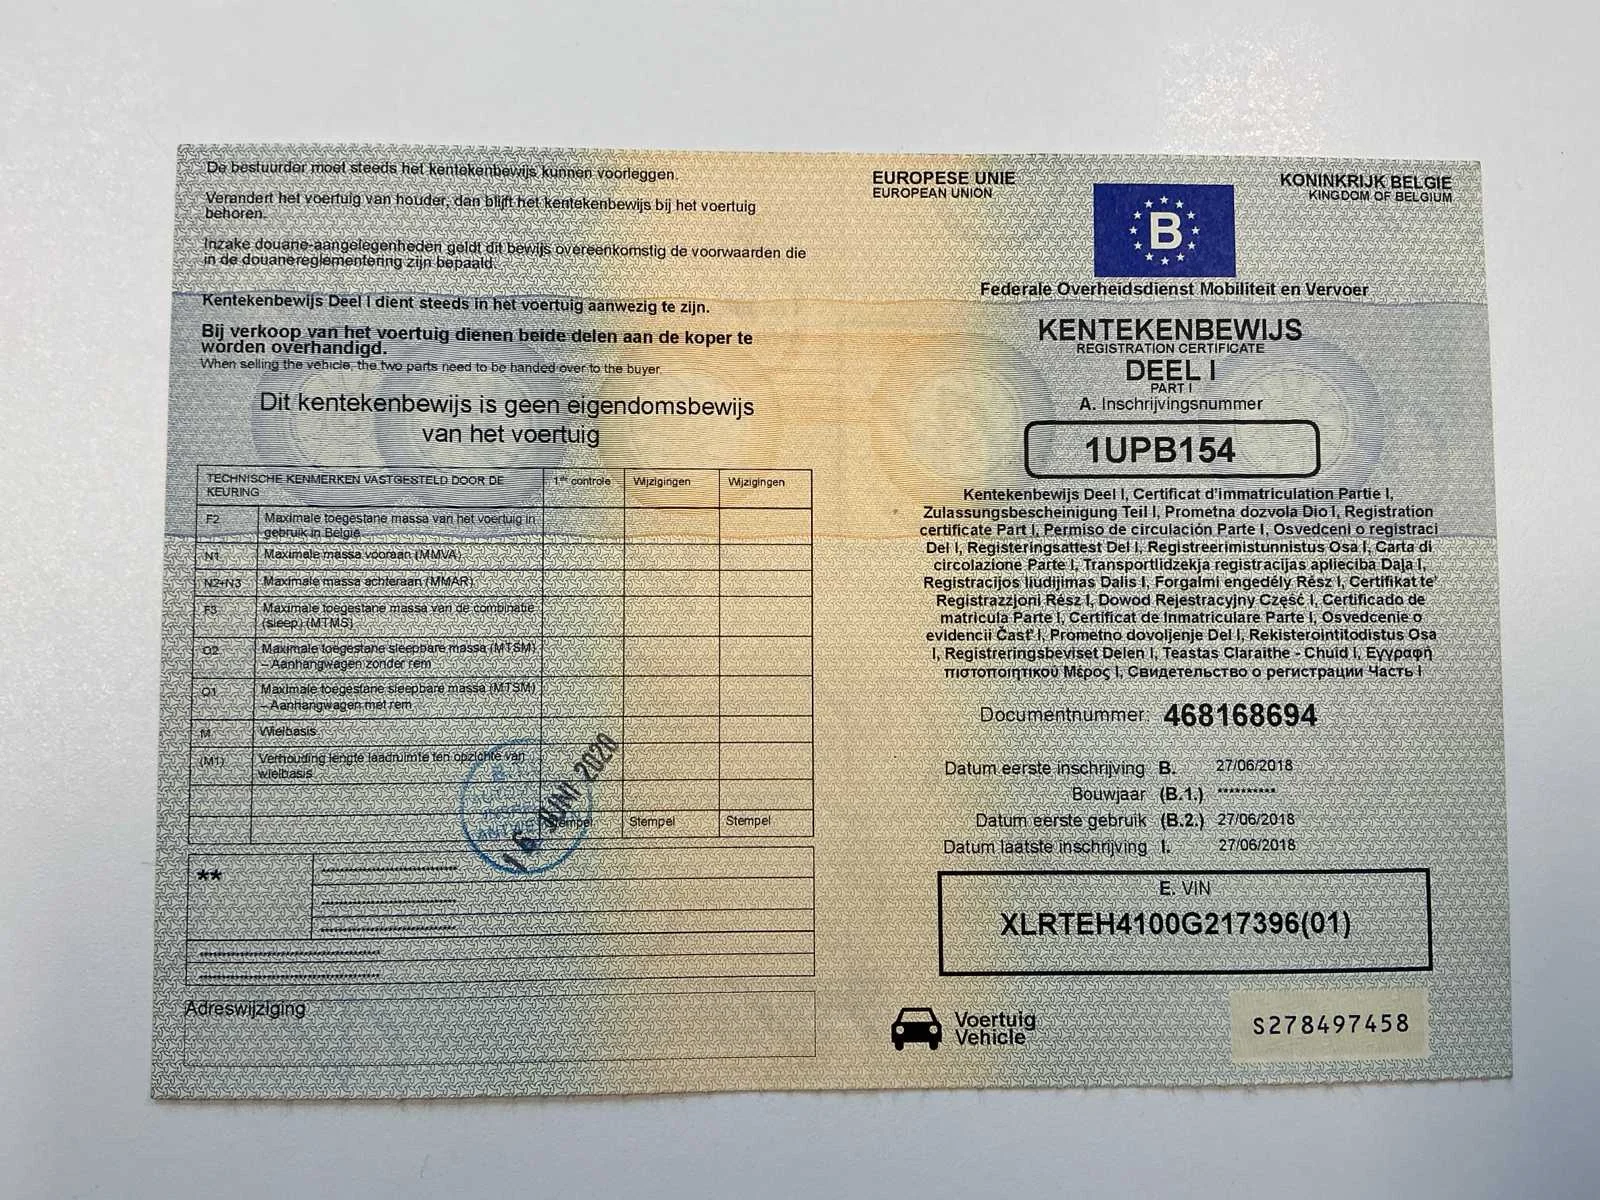 De bestuurder moet steeds het kentekenbewijs kunnen voorleggen.
Verandert het voertuig van houder, dan blijft het kentekenbewijs bij het voertuig
behoren.
Inzake douane-aangelegenheden geldt dit bewijs overeenkomstig de voorwaarden die
in de douanereglementering zijn bepaald.
Kentekenbewijs Deel I dient steeds in het voertuig aanwezig te zijn.
Bij verkoop van het voertuig dienen beide delen aan de koper te
worden overhandigd.
When selling the vehicle, the two parts need to be handed over to the buyer.
Dit kentekenbewijs is geen eigendomsbewijs
van het voertuig
TECHNISCHE KENMERKEN VASTGESTELD DOOR DE
KEURING
1ste controle
Wijzigingen
Wijzigingen
F2 Maximale toegestane massa van het voertuig in
gebruik in België
N1 Maximale massa vooraan (MMVA)
N2+N3 Maximale massa achteraan (MMAR)
F3 Maximale toegestane massa van de combinatie
(sleep) (MTMS)
O2 Maximale toegestane sleepbare massa (MTSM)
– Aanhangwagen zonder rem
O1 Maximale toegestane sleepbare massa (MTSM)
– Aanhangwagen met rem
M Wielbasis
(M1) Verhouding lengte laadruimte ten opzichte van
wielbasis
16 JUNI 2020
Stempel Stempel Stempel
**
Adreswijziging
EUROPESE UNIE
EUROPEAN UNION
B
KONINKRIJK BELGIE
KINGDOM OF BELGIUM
Federale Overheidsdienst Mobiliteit en Vervoer
KENTEKENBEWIJS
REGISTRATION CERTIFICATE
DEEL I
PART I
A. Inschrijvingsnummer
1UPB154
Kentekenbewijs Deel I, Certificat d'immatriculation Partie I,
Zulassungsbescheinigung Teil I, Prometna dozvola Dio I, Registration
certificate Part I, Permiso de circulación Parte I, Osvedceni o registraci
Del I, Registeringsattest Del I, Registreerimistunnistus Osa I, Carta di
circolazione Parte I, Transportlidzekja registracijas apliecība Daļa I,
Registracijos liudijimas Dalis I, Forgalmi engedély Rész I, Certifikat te'
Registrazzjoni Rész I, Dowod Rejestracyjny Część I, Certificado de
matricula Parte I, Certificat de Inmatriculare Parte I, Osvedcenie o
evidencii Časť I, Prometno dovoljenje Del I, Rekisterointitodistus Osa
I, Registreringsbeviset Delen I, Teastas Claraithe - Chuid I, Εγγραφή
πιστοποιητικού Μέρος I, Свидетельство о регистрации Часть I
Documentnummer: 468168694
Datum eerste inschrijving B. 27/06/2018
Bouwjaar (B.1.) **********
Datum eerste gebruik (B.2.) 27/06/2018
Datum laatste inschrijving I. 27/06/2018
E. VIN
XLRTEH4100G217396(01)
Voertuig
Vehicle
S278497458